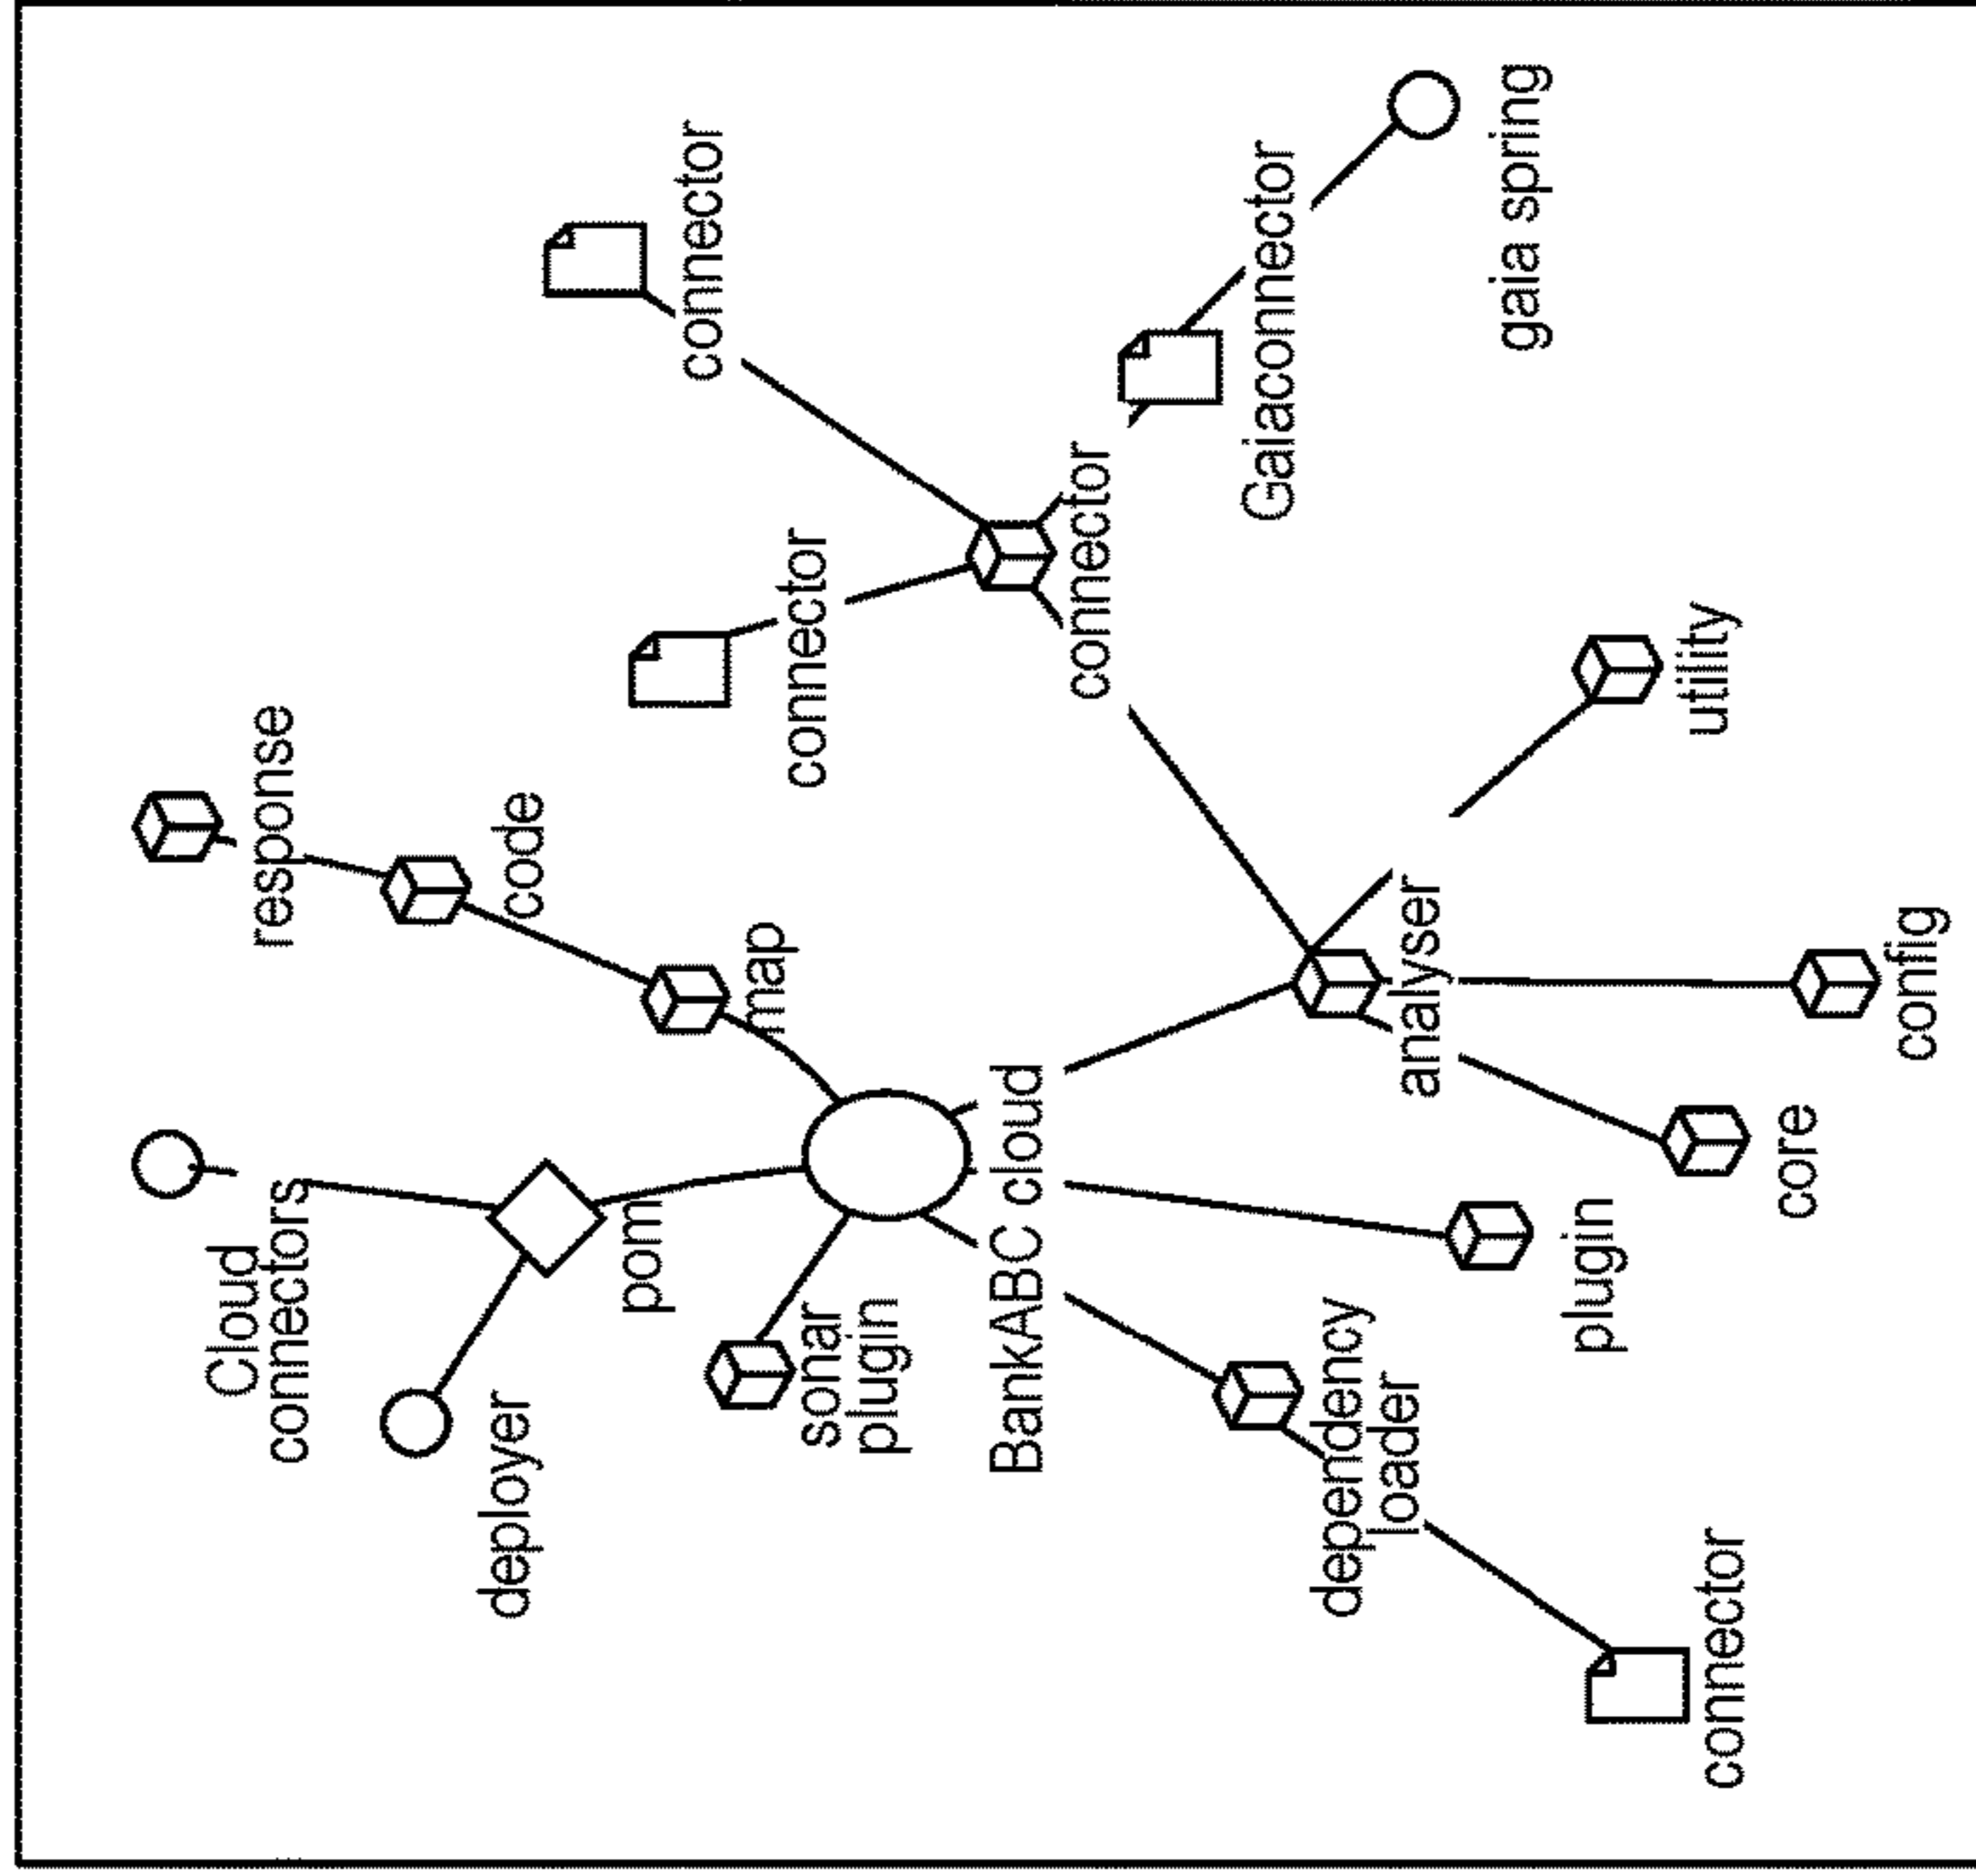 Cloud
connectors
response
deployer
code
pom
connector
map
sonar
plugin
connector
BankABC cloud
connector
Gaiaconnector
dependency
loader
analyser
gaia spring
plugin
utility
connector
core
config